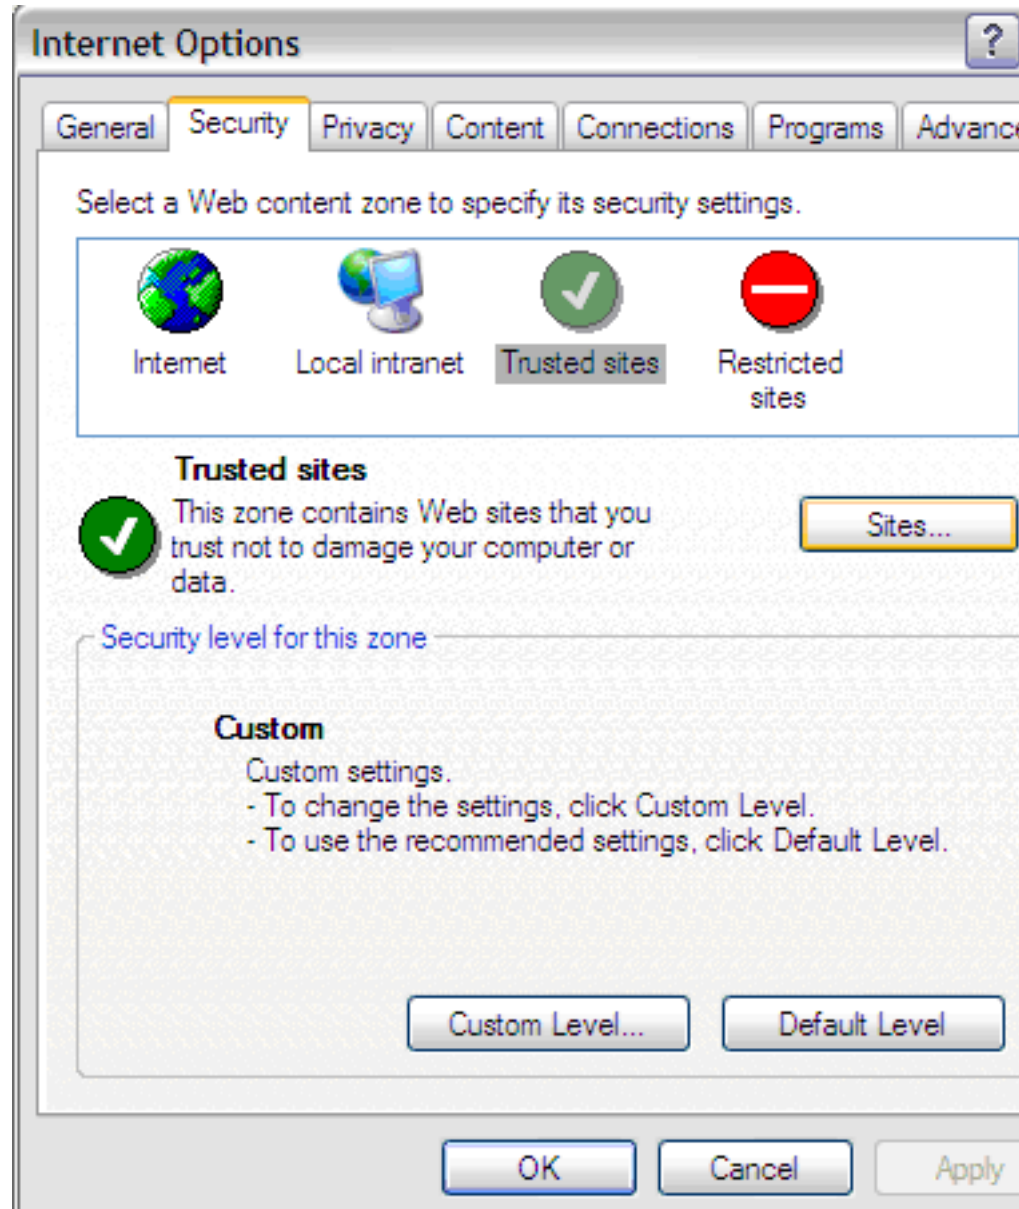 Internet Options
?
General Security Privacy Content Connections Programs Advance
Select a Web content zone to specify its security settings.
Internet Local intranet Trusted sites Restricted
sites
Trusted sites
This zone contains Web sites that you
trust not to damage your computer or
data.
Sites...
Security level for this zone
Custom
Custom settings.
- To change the settings, click Custom Level.
- To use the recommended settings, click Default Level.
Custom Level... Default Level
OK Cancel Apply